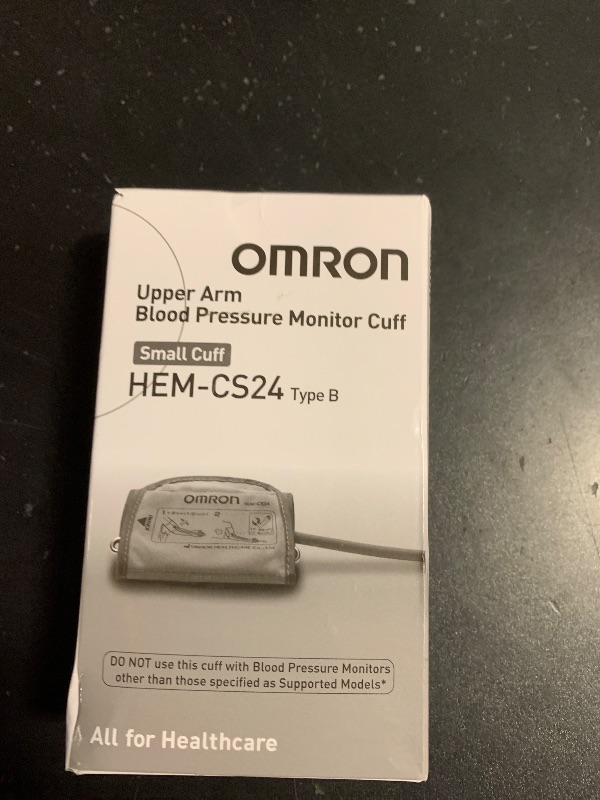 OMRON
Upper Arm
Blood Pressure Monitor Cuff
Small Cuff
HEM-CS24 Type B
OMRON
DO NOT use this cuff with Blood Pressure Monitors
other than those specified as Supported Models*
All for Healthcare